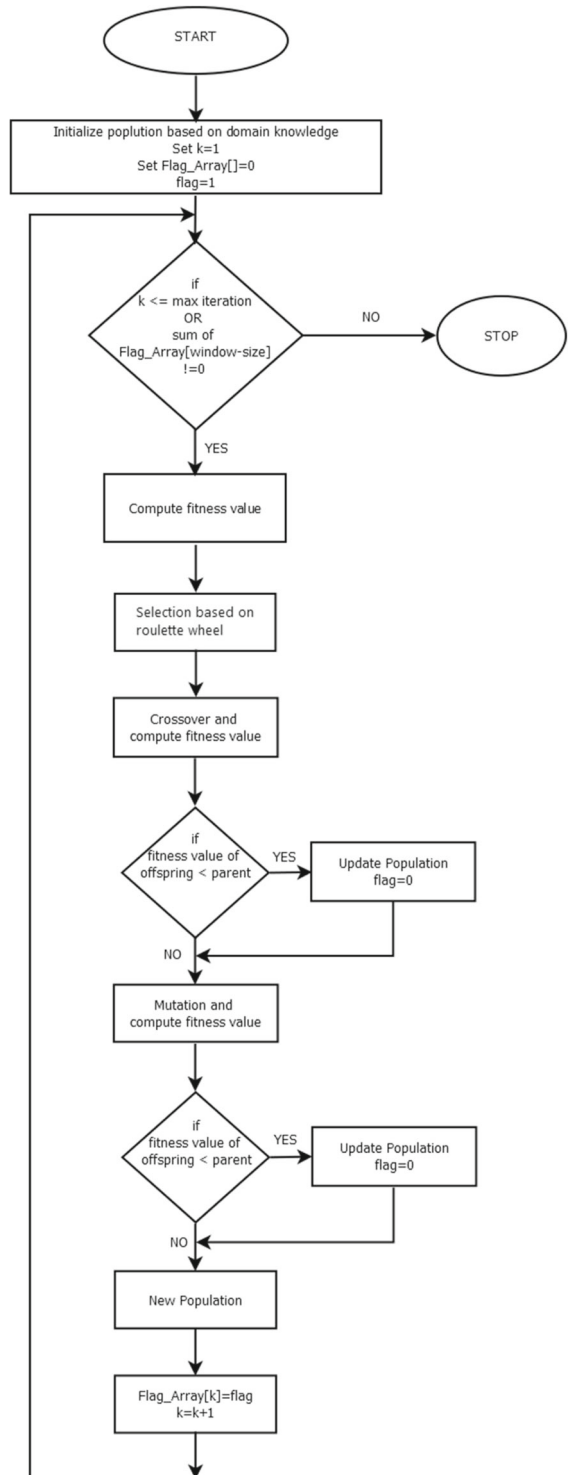 START
Initialize poplution based on domain knowledge
Set k=1
Set Flag_Array[]=0
flag=1
if
k <= max iteration
OR
sum of
Flag_Array[window-size]
!=0
NO
STOP
YES
Compute fitness value
Selection based on
roulette wheel
Crossover and
compute fitness value
if
fitness value of
offspring < parent
YES
Update Population
flag=0
NO
Mutation and
compute fitness value
if
fitness value of
offspring < parent
YES
Update Population
flag=0
NO
New Population
Flag_Array[k]=flag
k=k+1